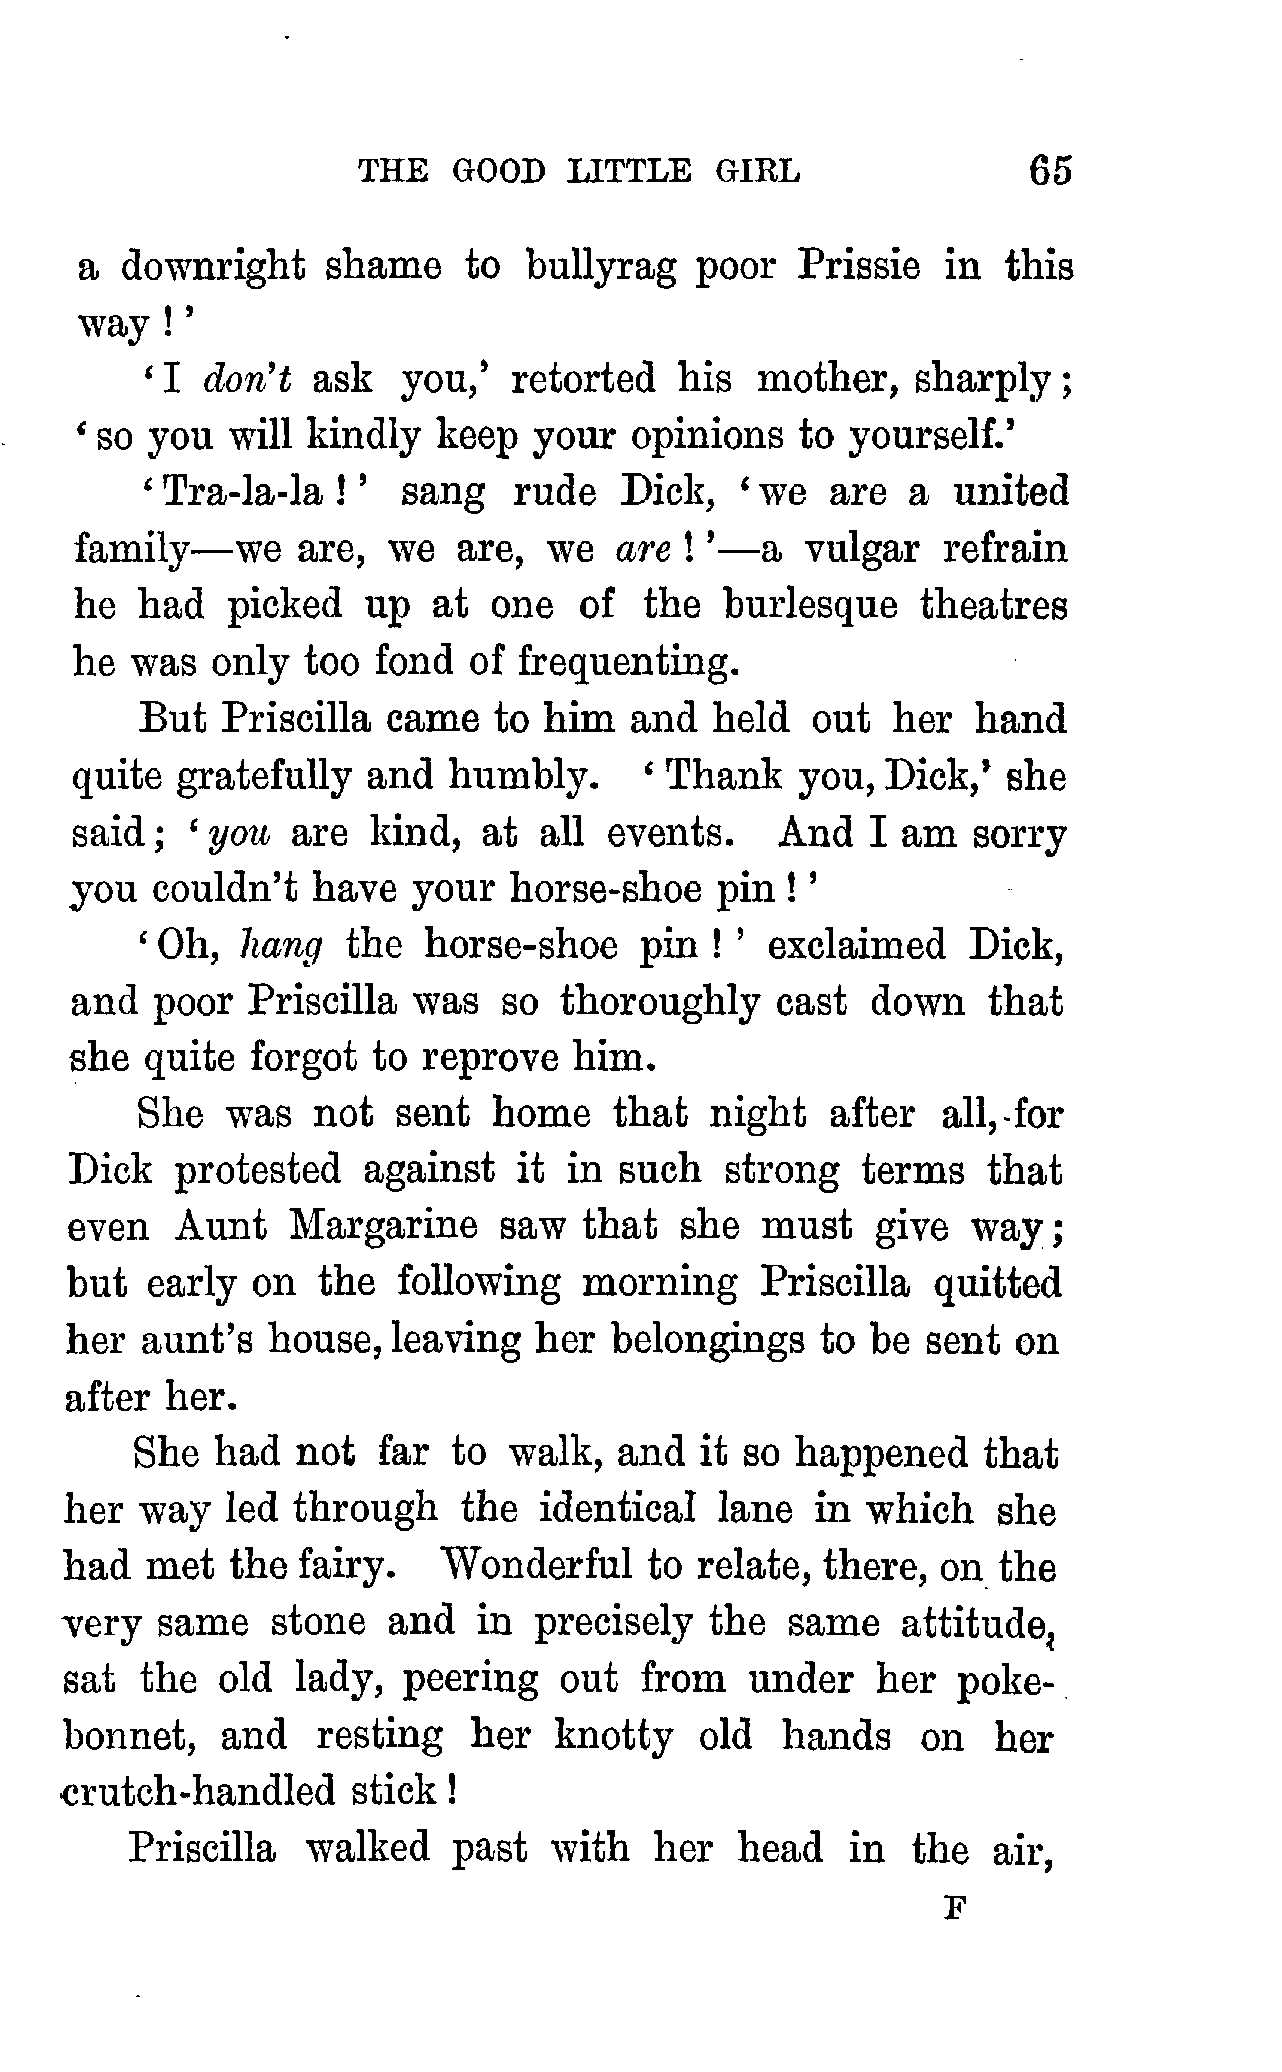 THE GOOD LITTLE GIRL 65
a downright shame to bullyrag poor Prissie in this
way ! ’
‘ I don’t ask you,’ retorted his mother, sharply ;
‘ so you will kindly keep your opinions to yourself.’
‘ Tra-la-la ! ’ sang rude Dick, ‘ we are a united
family—we are, we are, we are ! ’—a vulgar refrain
he had picked up at one of the burlesque theatres
he was only too fond of frequenting.
But Priscilla came to him and held out her hand
quite gratefully and humbly. ‘ Thank you, Dick,’ she
said ; ‘ you are kind, at all events. And I am sorry
you couldn’t have your horse-shoe pin ! ’
‘ Oh, hang the horse-shoe pin ! ’ exclaimed Dick,
and poor Priscilla was so thoroughly cast down that
she quite forgot to reprove him.
She was not sent home that night after all, for
Dick protested against it in such strong terms that
even Aunt Margarine saw that she must give way ;
but early on the following morning Priscilla quitted
her aunt’s house, leaving her belongings to be sent on
after her.
She had not far to walk, and it so happened that
her way led through the identical lane in which she
had met the fairy. Wonderful to relate, there, on the
very same stone and in precisely the same attitude,
sat the old lady, peering out from under her poke-
bonnet, and resting her knotty old hands on her
crutch-handled stick !
Priscilla walked past with her head in the air,
F